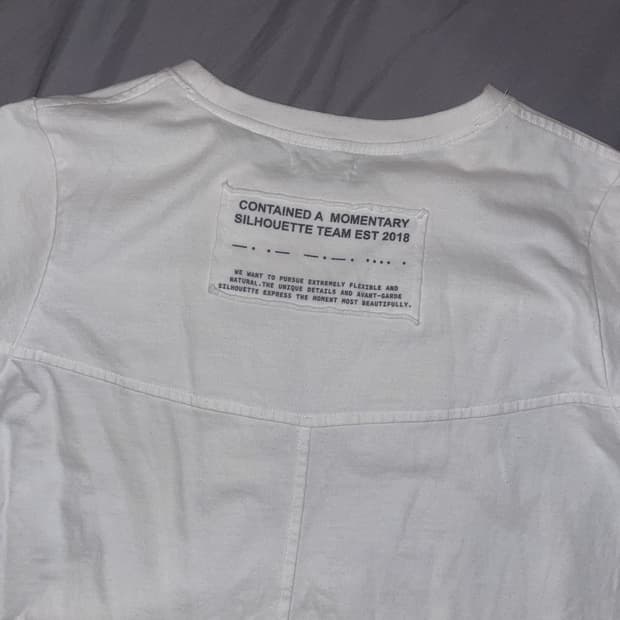 CONTAINED A MOMENTARY
SILHOUETTE TEAM EST 2018
—. .— —.—. .... .
WE WANT TO PURSUE EXTREMELY FLEXIBLE AND
NATURAL.THE UNIQUE DETAILS AND AVANT-GARDE
SILHOUETTE EXPRESS THE MOMENT MOST BEAUTIFULLY.